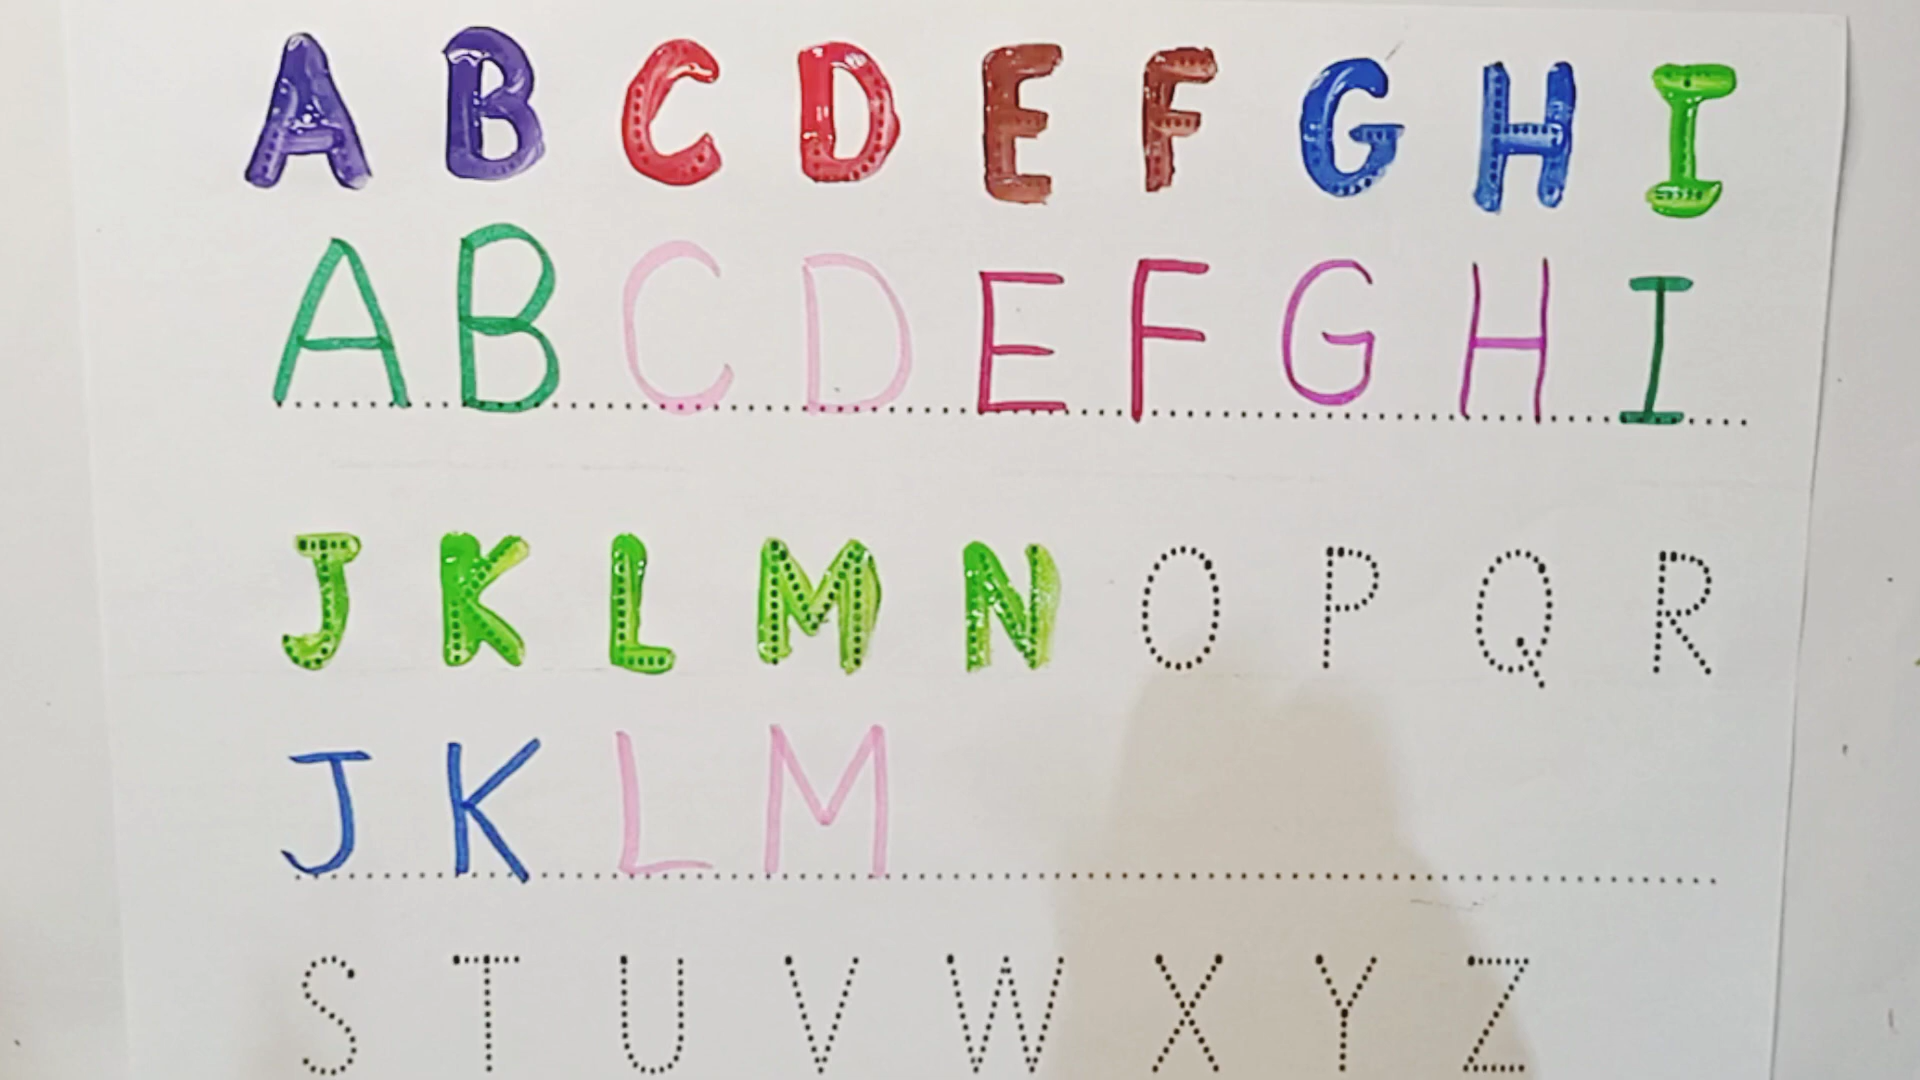 A B C D E F G H I
A B C D E F G H I
J K L M N O P Q R
J K L M
S T U V W X Y Z